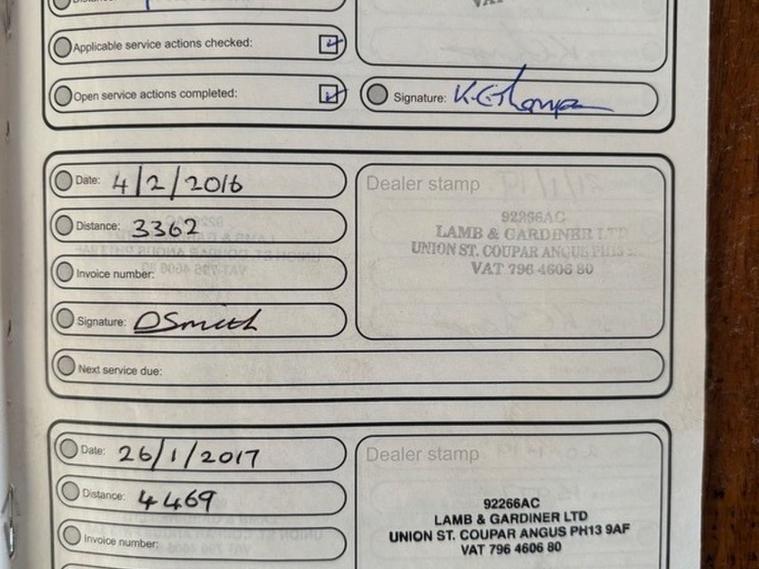 Applicable service actions checked:
Open service actions completed:
Signature:
Date: 4/2/2016
Distance: 3362
Invoice number:
Signature: DSmith
Next service due:
Dealer stamp
92266AC
LAMB & GARDINER LTD
UNION ST. COUPAR ANGUS PH13
VAT 796 4606 80
Date: 26/1/2017
Distance: 4469
Invoice number:
Dealer stamp
92266AC
LAMB & GARDINER LTD
UNION ST. COUPAR ANGUS PH13 9AF
VAT 796 4606 80